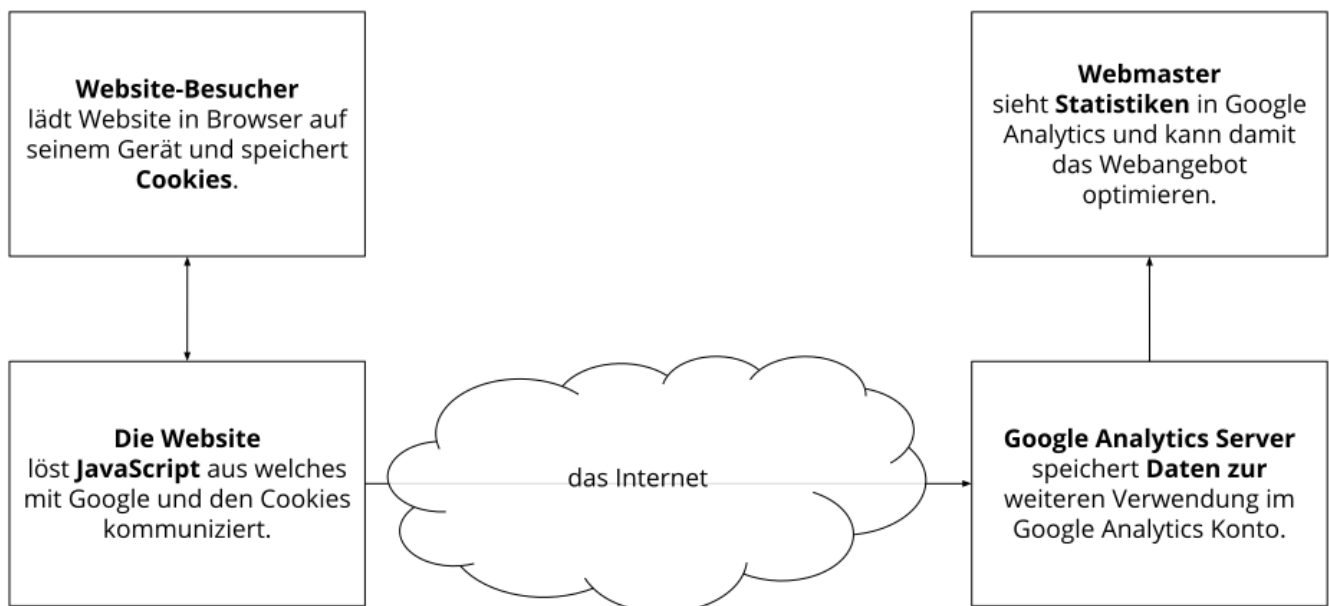 Website-Besucher
lädt Website in Browser auf
seinem Gerät und speichert
Cookies.
Webmaster
sieht Statistiken in Google
Analytics und kann damit
das Webangebot
optimieren.
Die Website
löst JavaScript aus welches
mit Google und den Cookies
kommuniziert.
das Internet
Google Analytics Server
speichert Daten zur
weiteren Verwendung im
Google Analytics Konto.